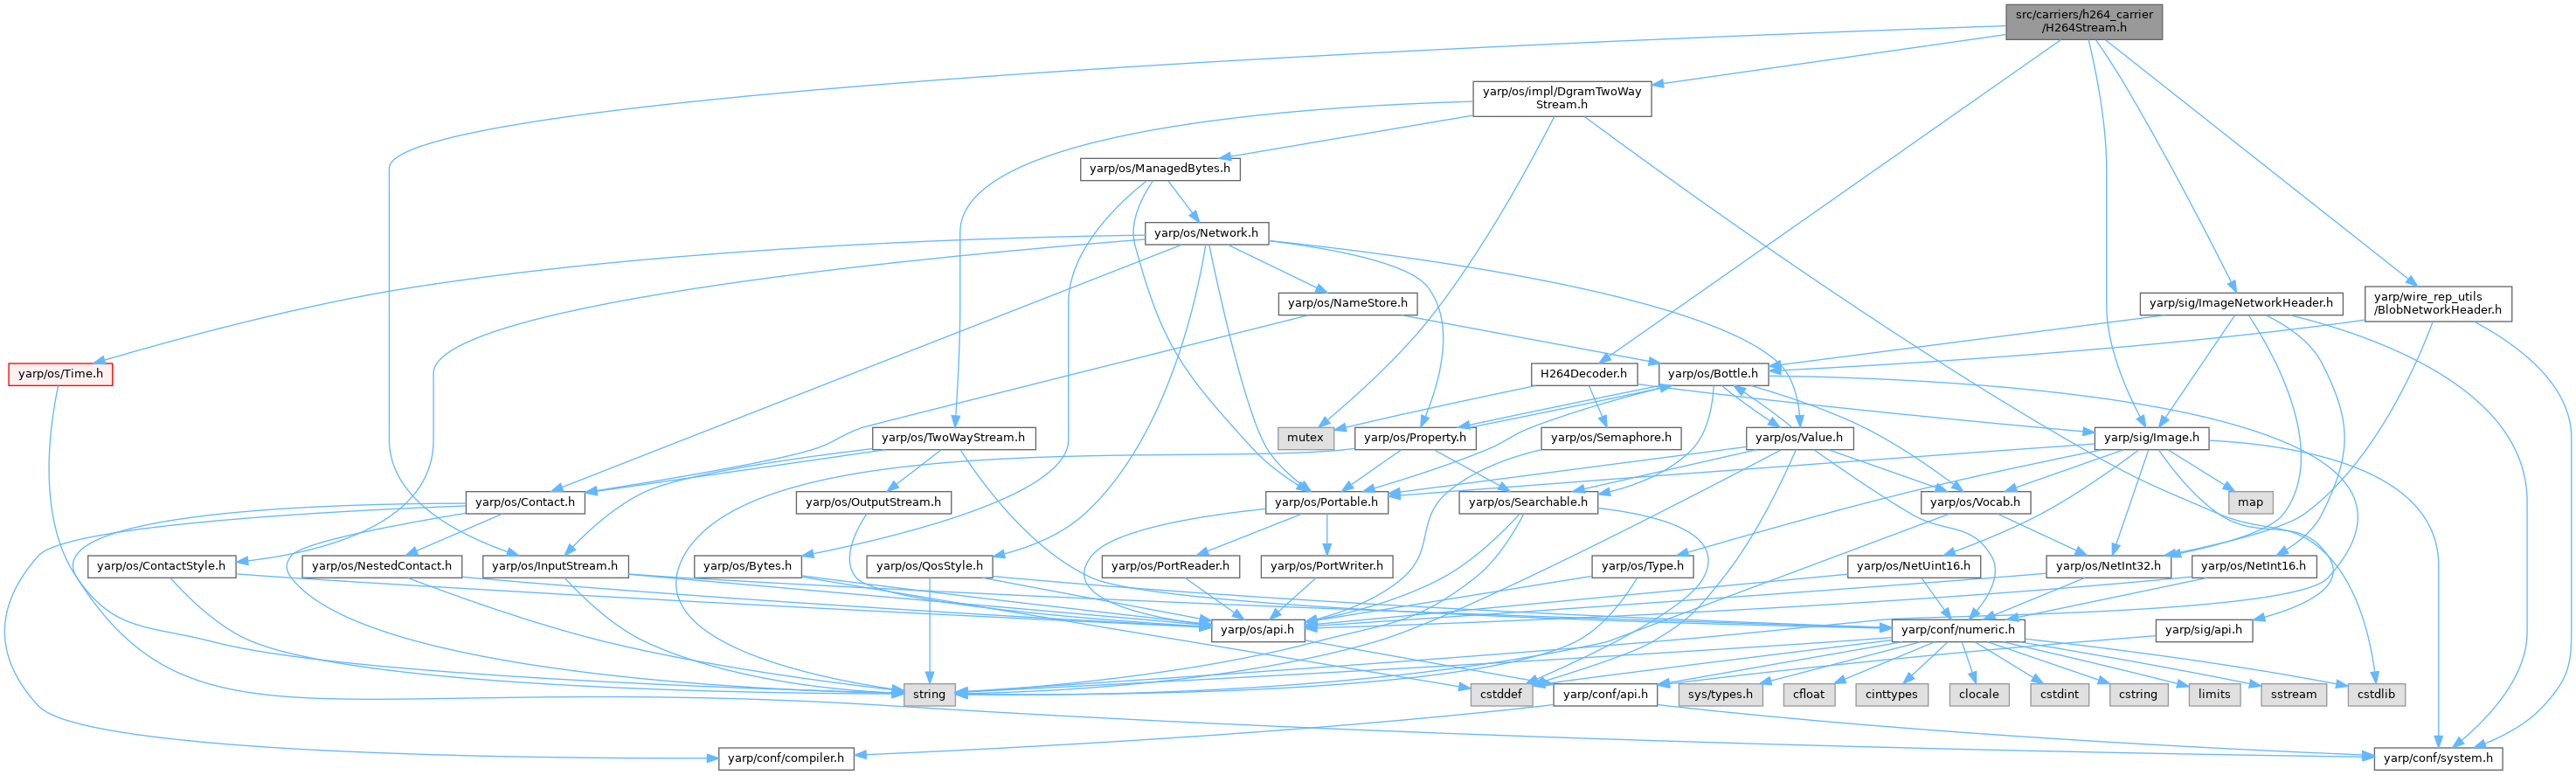 src/carriers/h264_carrier
/H264Stream.h
yarp/os/impl/DgramTwoWay
Stream.h
yarp/os/ManagedBytes.h
yarp/os/Network.h
yarp/os/NameStore.h
yarp/sig/ImageNetworkHeader.h
yarp/wire_rep_utils
/BlobNetworkHeader.h
yarp/os/Time.h
H264Decoder.h
yarp/os/Bottle.h
yarp/os/TwoWayStream.h
mutex
yarp/os/Property.h
yarp/os/Semaphore.h
yarp/os/Value.h
yarp/sig/Image.h
yarp/os/Contact.h
yarp/os/OutputStream.h
yarp/os/Portable.h
yarp/os/Searchable.h
yarp/os/Vocab.h
map
yarp/os/ContactStyle.h
yarp/os/NestedContact.h
yarp/os/InputStream.h
yarp/os/Bytes.h
yarp/os/QosStyle.h
yarp/os/PortReader.h
yarp/os/PortWriter.h
yarp/os/Type.h
yarp/os/NetUint16.h
yarp/os/NetInt32.h
yarp/os/NetInt16.h
yarp/os/api.h
yarp/conf/numeric.h
yarp/sig/api.h
string
cstddef
yarp/conf/api.h
sys/types.h
cfloat
cinttypes
clocale
cstdint
cstring
limits
sstream
cstdlib
yarp/conf/compiler.h
yarp/conf/system.h